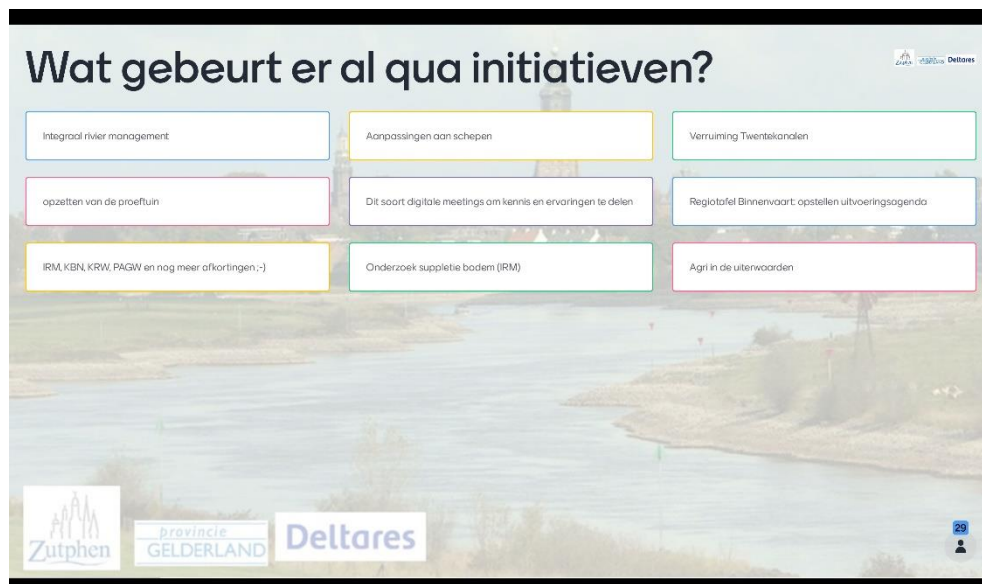 Wat gebeurt er al qua initiatieven?
Zutphen Deltares
Integraal rivier management
Aanpassingen aan schepen
Verruiming Twentekanalen
opzetten van de proeftuin
Dit soort digitale meetings om kennis en ervaringen te delen
Regiotafel Binnenvaart: opstellen uitvoeringsagenda
IRM, KBN, KRW, PAGW en nog meer afkortingen ;-)
Onderzoek suppletie bodem (IRM)
Agri in de uiterwaarden
Zutphen
provincie
GELDERLAND
Deltares
29